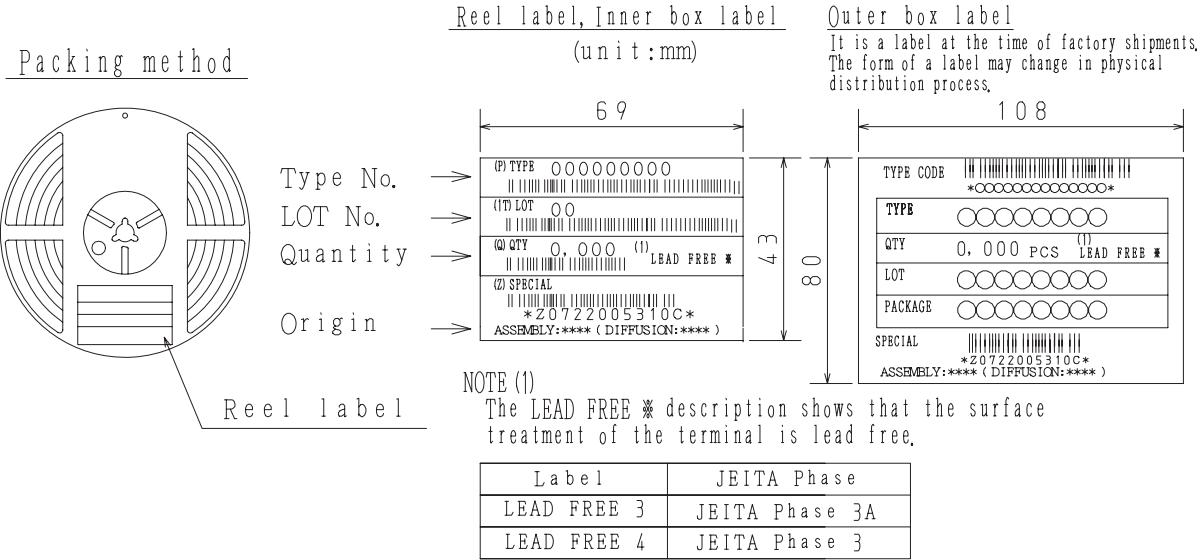 Packing method
Reel label
Reel label, Inner box label
(unit:mm)
69
43
Type No.
LOT No.
Quantity
Origin
(P) TYPE 000000000
(1T) LOT 00
(Q) QTY 0,000 (1) LEAD FREE ※
(Z) SPECIAL
*Z0722005310C*
ASSEMBLY:**** ( DIFFUSION:**** )
Outer box label
It is a label at the time of factory shipments.
The form of a label may change in physical
distribution process.
108
80
TYPE CODE
*○○○○○○○○○○○○○○*
TYPE ○○○○○○○○
QTY 0,000 PCS (1) LEAD FREE ※
LOT ○○○○○○○○
PACKAGE ○○○○○○○○
SPECIAL
*Z0722005310C*
ASSEMBLY:**** ( DIFFUSION:**** )
NOTE (1)
The LEAD FREE ※ description shows that the surface
treatment of the terminal is lead free.
Label JEITA Phase
LEAD FREE 3 JEITA Phase 3A
LEAD FREE 4 JEITA Phase 3